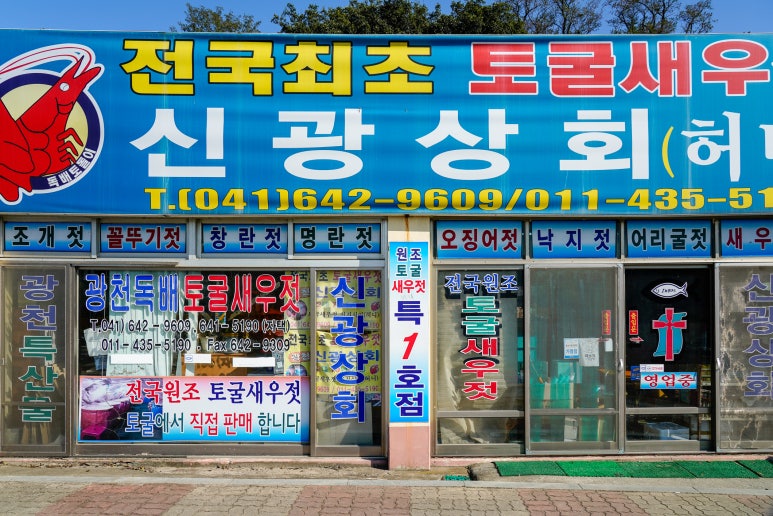 전국최초 토굴새우
신광상회(허
T.(041)642-9609/011-435-51
독배토굴이
조개젓 꼴뚜기젓 창란젓 명란젓
오징어젓 낙지젓 어리굴젓 새우
광천특산물
광천독배토굴새우젓
T.041) 642-9609, 641-5190 (자택)
011-435-5190, Fax 642-9309
전국원조 토굴새우젓
토굴에서 직접 판매 합니다
신광상회
원조
토굴
새우젓
특1호점
전국원조
토굴새우젓
영업중
신광상회